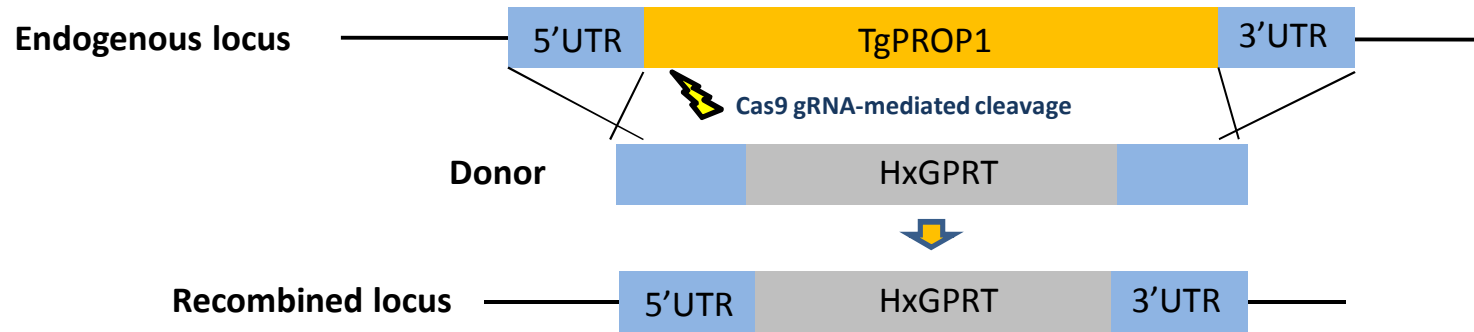 Endogenous locus 5’UTR TgPROP1 3’UTR
Cas9 gRNA-mediated cleavage
Donor HxGPRT
Recombined locus 5’UTR HxGPRT 3’UTR